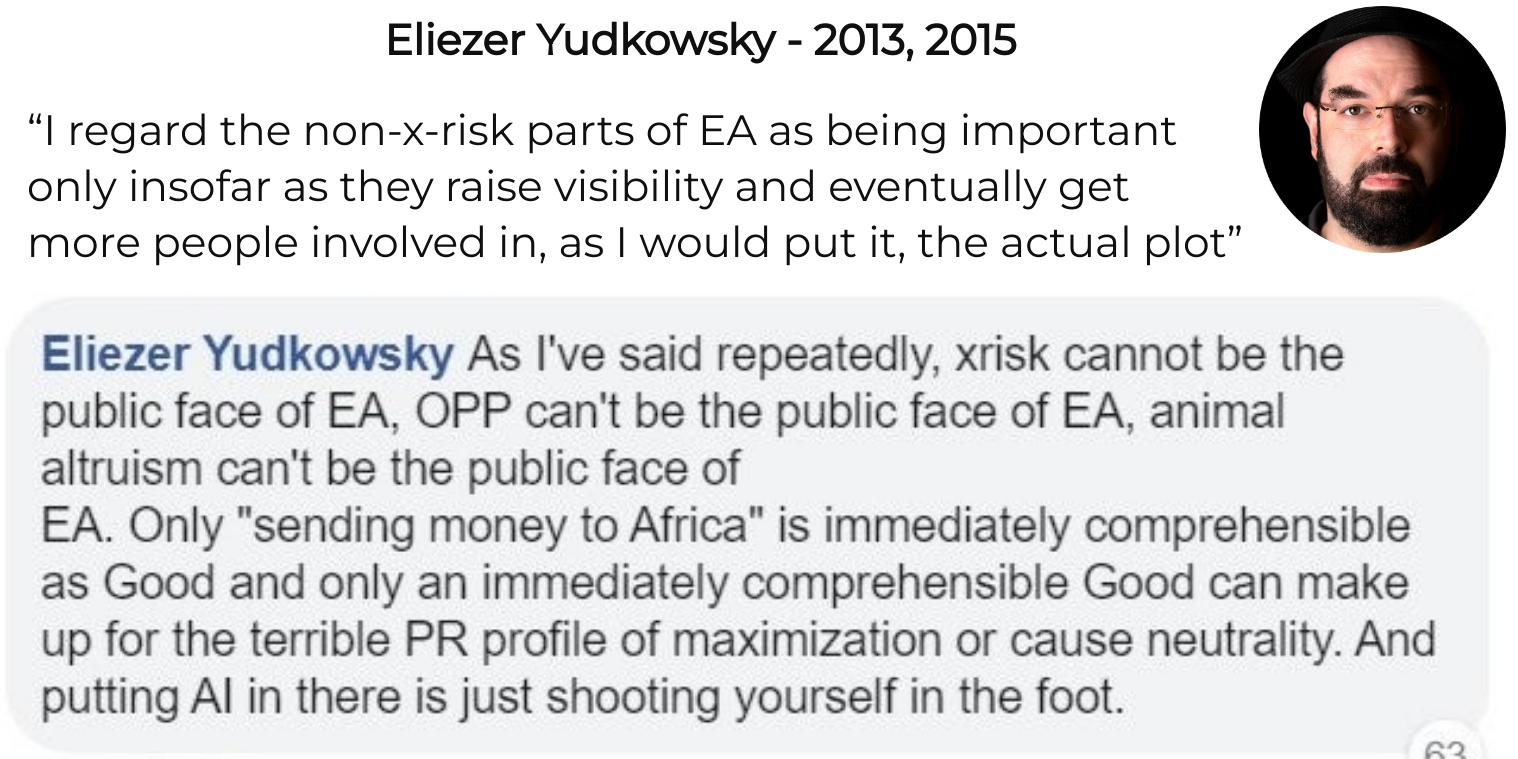 Eliezer Yudkowsky - 2013, 2015
“I regard the non-x-risk parts of EA as being important
only insofar as they raise visibility and eventually get
more people involved in, as I would put it, the actual plot”
Eliezer Yudkowsky As I've said repeatedly, xrisk cannot be the
public face of EA, OPP can't be the public face of EA, animal
altruism can't be the public face of
EA. Only "sending money to Africa" is immediately comprehensible
as Good and only an immediately comprehensible Good can make
up for the terrible PR profile of maximization or cause neutrality. And
putting AI in there is just shooting yourself in the foot.
63